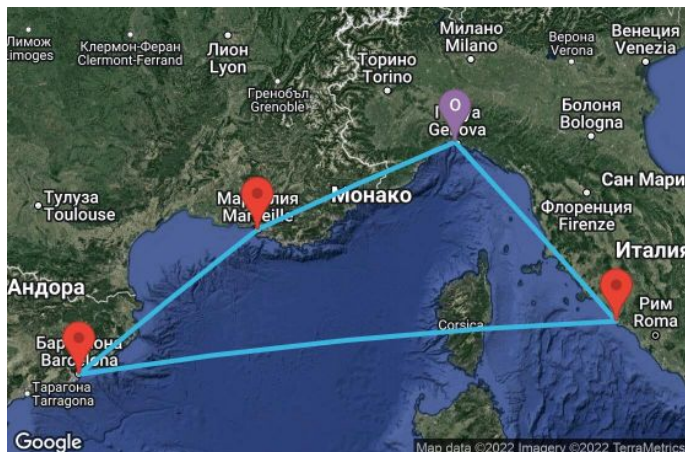 Лимож
Limoges
Клермон-Феран
Clermont-Ferrand
Лион
Lyon
Милано
Milano
Верона
Verona
Венеция
Venezia
Торино
Torino
Гренобъл
Grenoble
O
Genova
Болоня
Bologna
Тулуза
Toulouse
Marseille
Монако
Сан Мари
Флоренция
Firenze
Италия
Андора
Рим
Roma
Corsica
Barcelona
Тарагона
Tarragona
Google
Map data ©2022 Imagery ©2022 TerraMetrics